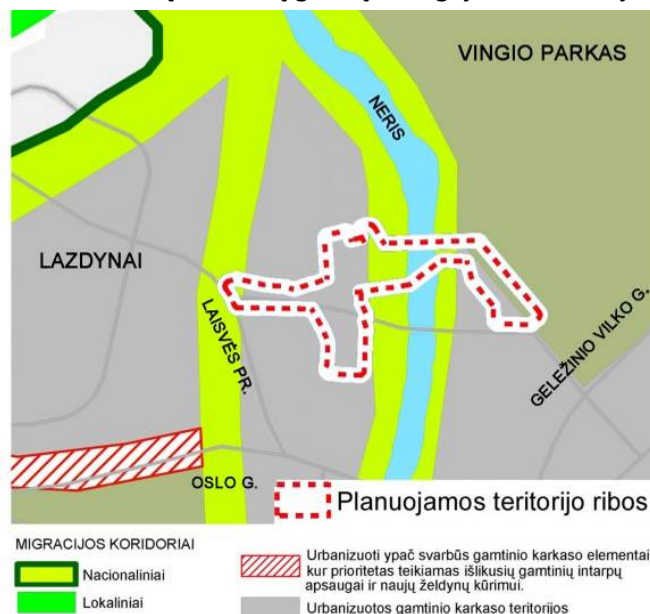 VINGIO PARKAS
NERIS
LAZDYNAI
LAISVĖS PR.
GELEŽINIO VILKO G.
OSLO G.
Planuojamos teritorijo ribos
MIGRACIJOS KORIDORIAI
Nacionaliniai
Lokaliniai
Urbanizuoti ypač svarbūs gamtinio karkaso elementai
kur prioritetas teikiamas išlikusių gamtinių intarpų
apsaugai ir naujų želdynų kūrimui.
Urbanizuotos gamtinio karkaso teritorijos